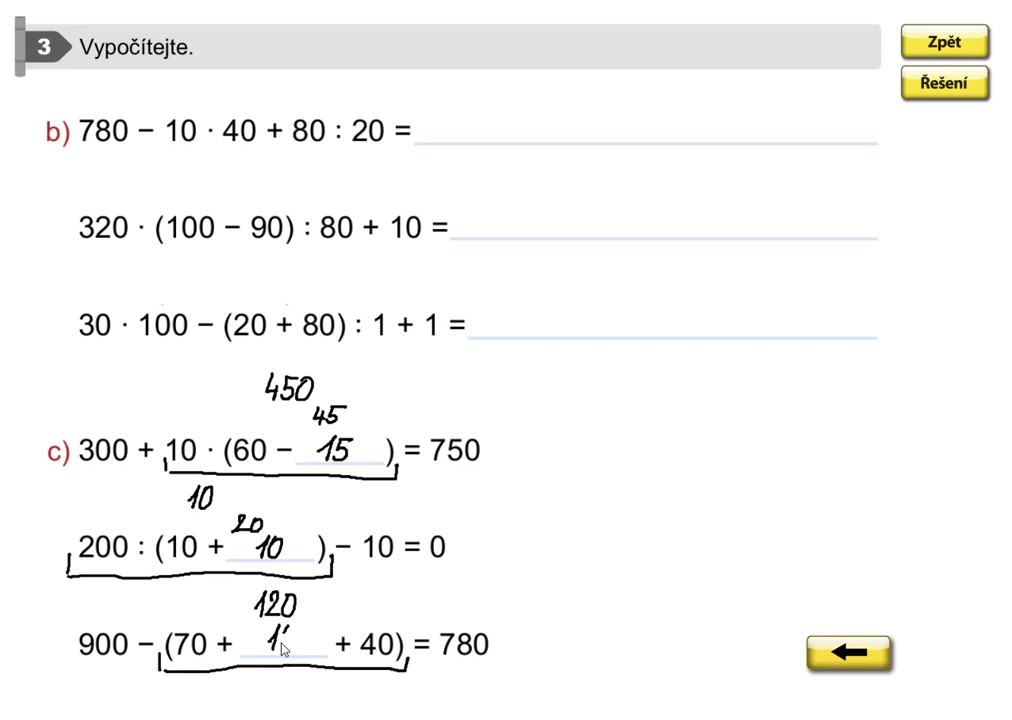 3 Vypočítejte.
Zpět
Řešení
b) 780 − 10 · 40 + 80 : 20 =
320 · (100 − 90) : 80 + 10 =
30 · 100 − (20 + 80) : 1 + 1 =
450
45
c) 300 + 10 · (60 − 15 ) = 750
10
20
200 : (10 + 10 ) − 10 = 0
120
900 − (70 + 1 + 40) = 780